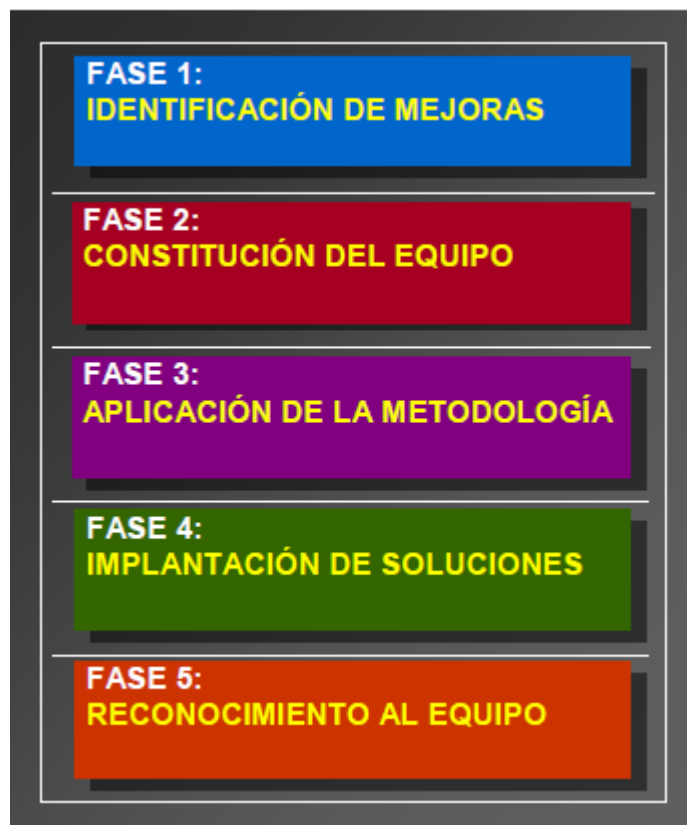 FASE 1:
IDENTIFICACIÓN DE MEJORAS
FASE 2:
CONSTITUCIÓN DEL EQUIPO
FASE 3:
APLICACIÓN DE LA METODOLOGÍA
FASE 4:
IMPLANTACIÓN DE SOLUCIONES
FASE 5:
RECONOCIMIENTO AL EQUIPO